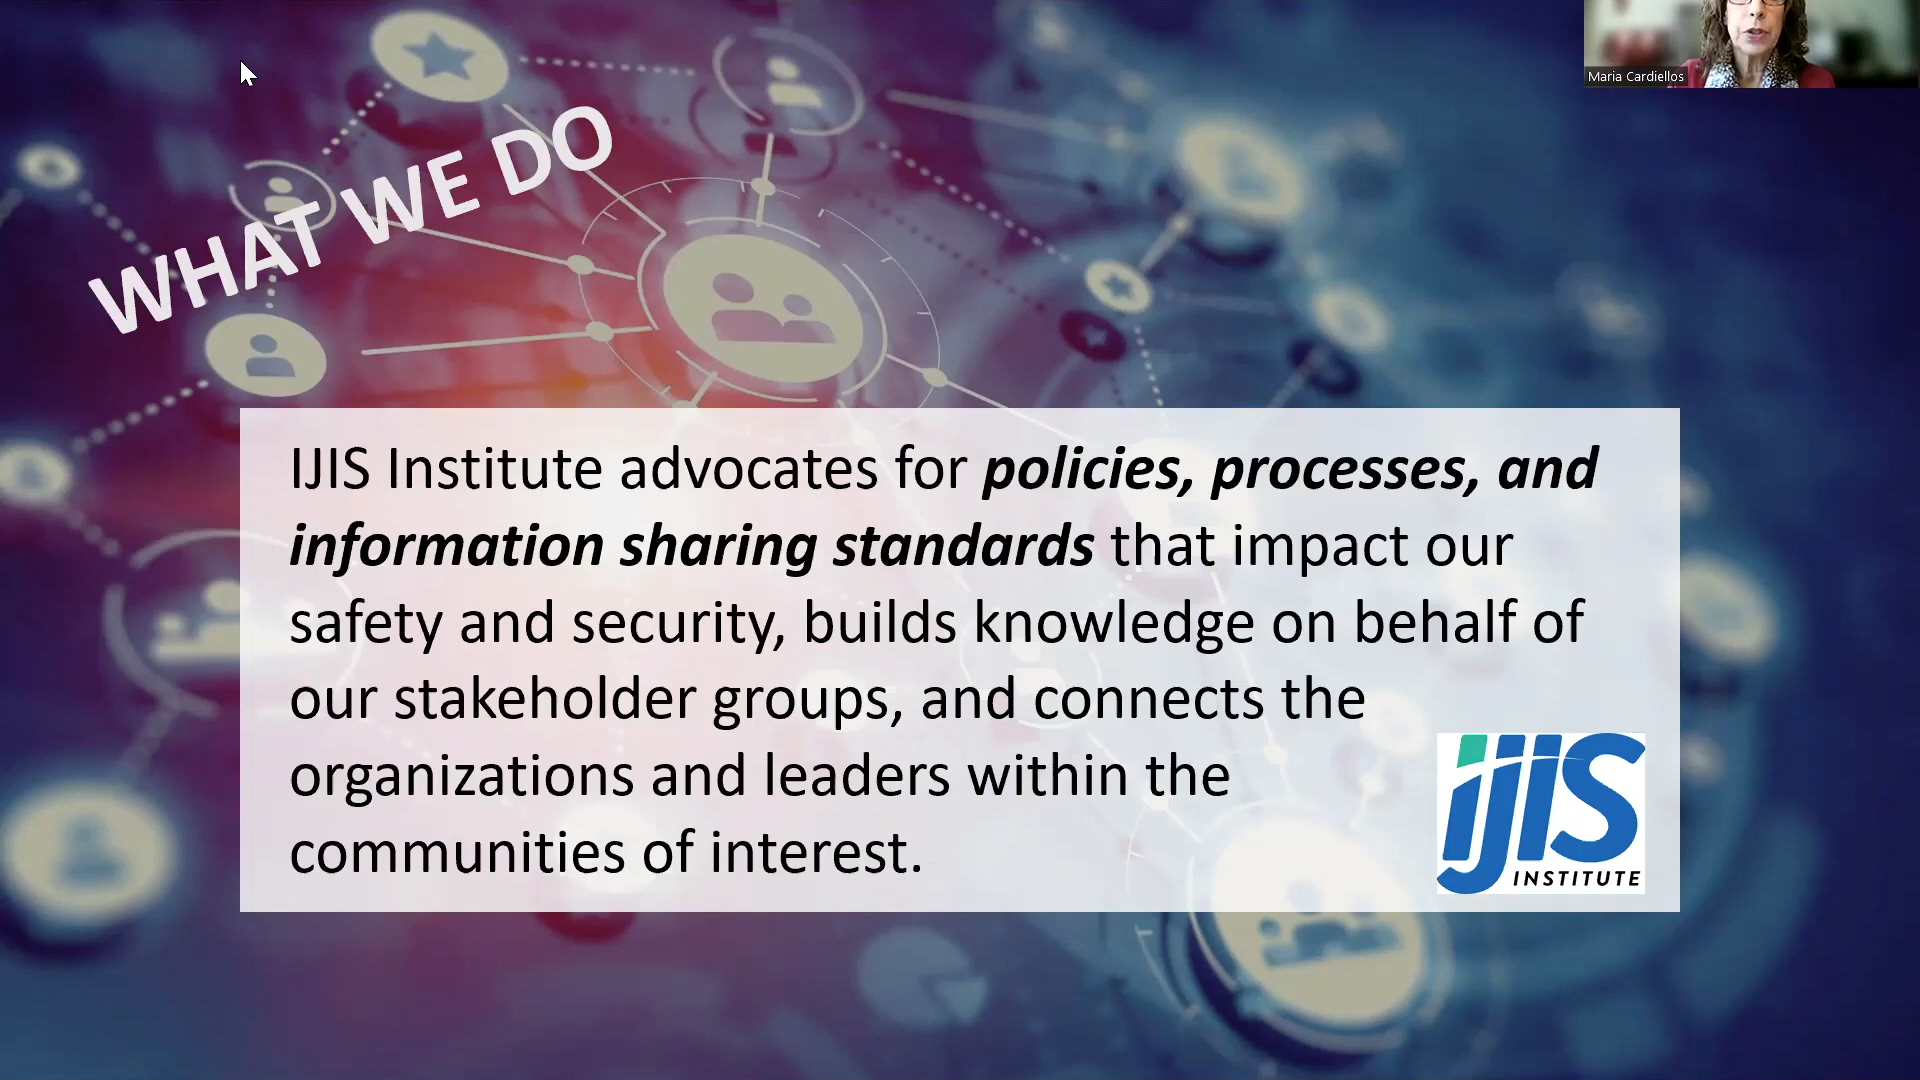 Maria Cardiellos
WHAT WE DO
IJIS Institute advocates for policies, processes, and
information sharing standards that impact our
safety and security, builds knowledge on behalf of
our stakeholder groups, and connects the
organizations and leaders within the
communities of interest.
ijis
INSTITUTE